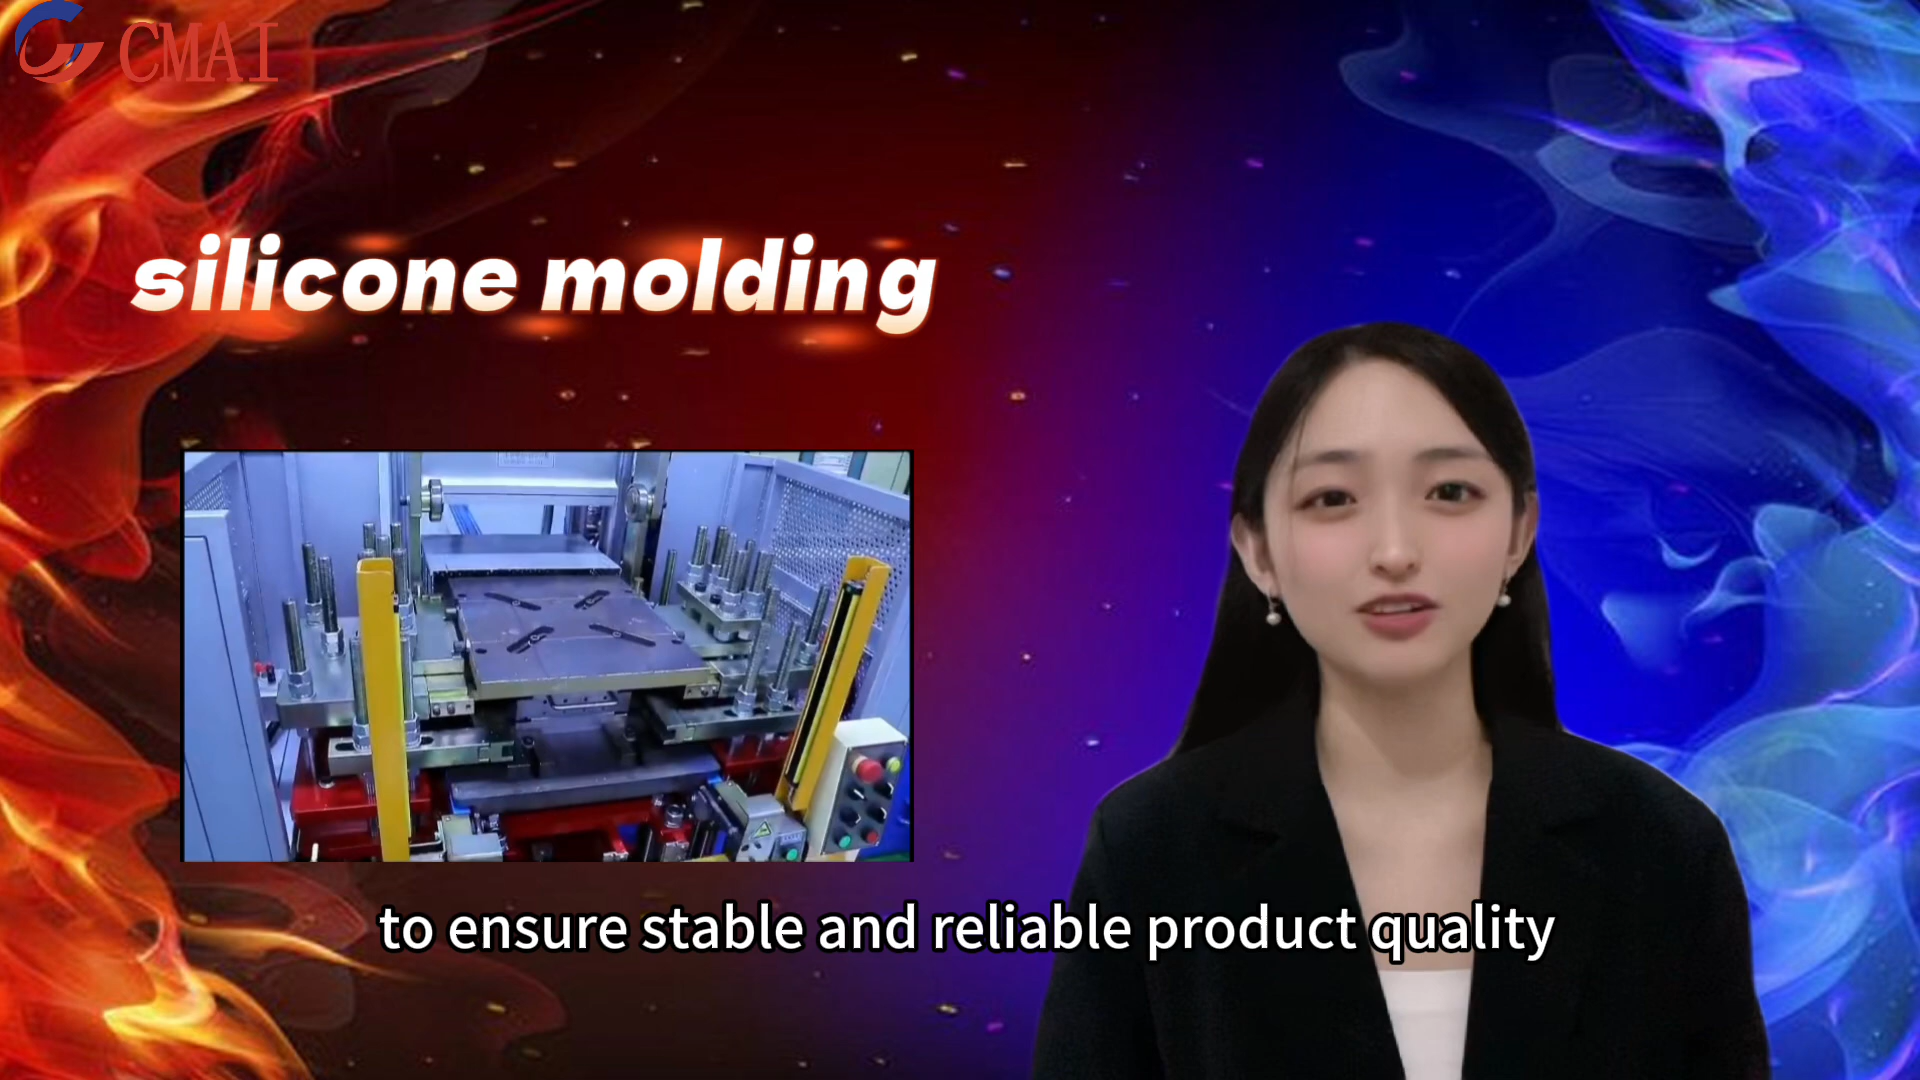 CMAI
silicone molding
to ensure stable and reliable product quality